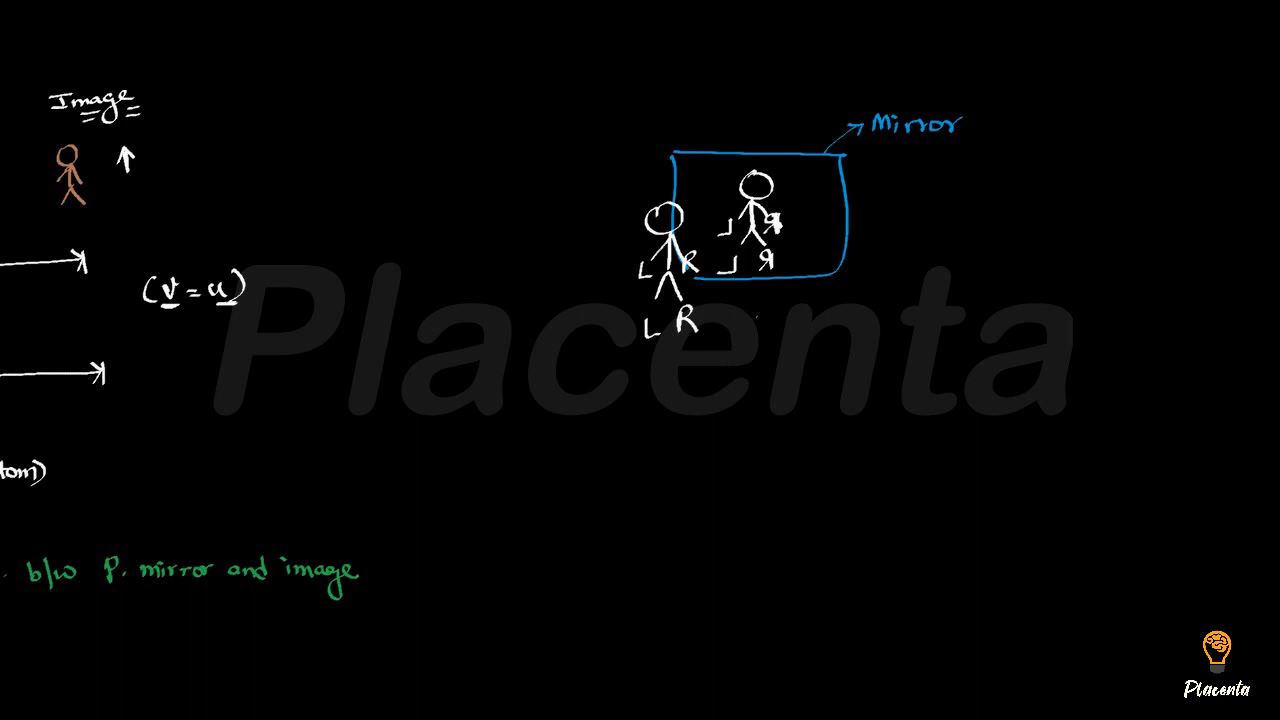 Image
Mirror
L R
L R
⅃ Я
⅃ Я
(v = u)
Placenta
tom)
. b/w P. mirror and image
Placenta